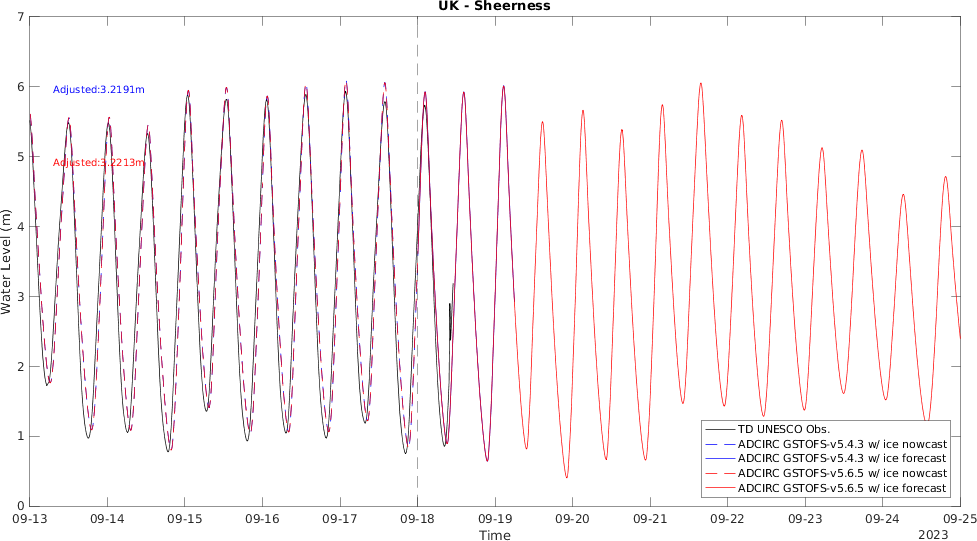 UK - Sheerness
7
6
5
4
3
2
1
0
Water Level (m)
Adjusted:3.2191m
Adjusted:3.2213m
TD UNESCO Obs.
ADCIRC GSTOFS-v5.4.3 w/ ice nowcast
ADCIRC GSTOFS-v5.4.3 w/ ice forecast
ADCIRC GSTOFS-v5.6.5 w/ ice nowcast
ADCIRC GSTOFS-v5.6.5 w/ ice forecast
09-13 09-14 09-15 09-16 09-17 09-18 09-19 09-20 09-21 09-22 09-23 09-24 09-25
Time
2023